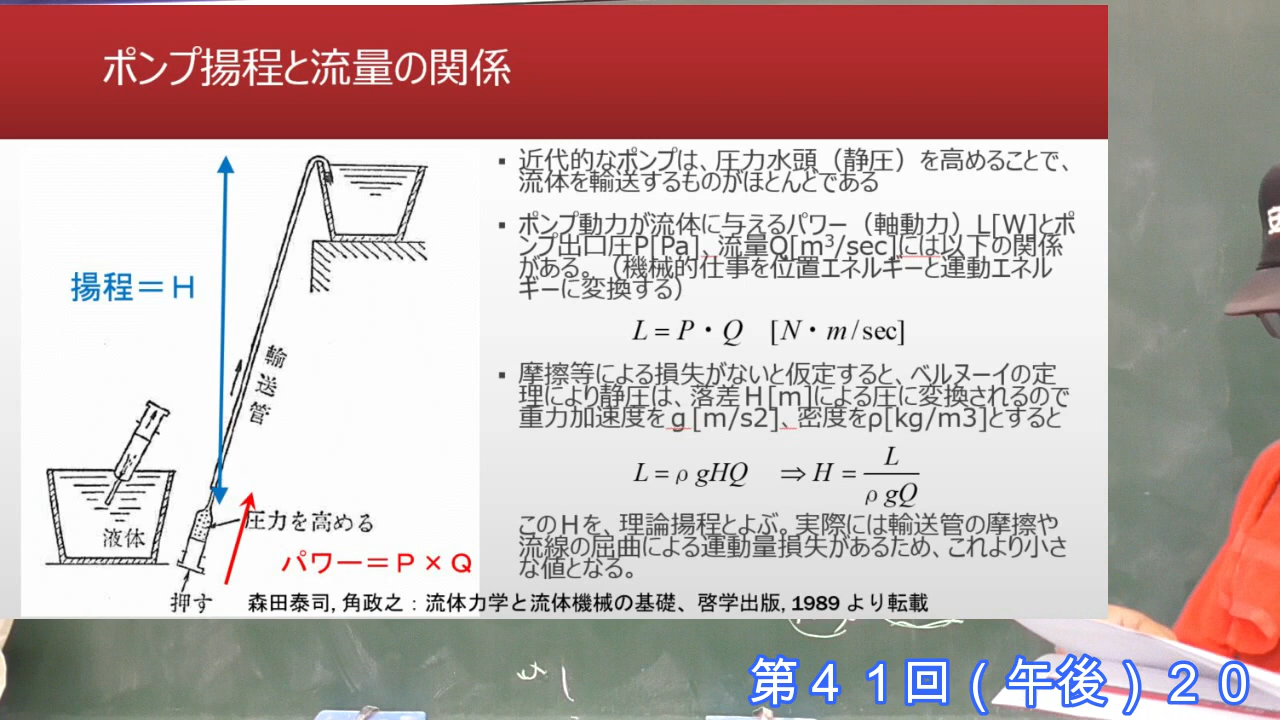 ポンプ揚程と流量の関係
揚程＝Ｈ
輸送管
液体
圧力を高める
パワー＝Ｐ×Ｑ
押す
▪ 近代的なポンプは、圧力水頭（静圧）を高めることで、
流体を輸送するものがほとんどである
▪ ポンプ動力が流体に与えるパワー（軸動力）L[W]とポ
ンプ出口圧P[Pa]、流量Q[m³/sec]には以下の関係
がある。（機械的仕事を位置エネルギーと運動エネル
ギーに変換する）
L = P・Q [N・m/sec]
▪ 摩擦等による損失がないと仮定すると、ベルヌーイの定
理により静圧は、落差Ｈ[m]による圧に変換されるので
重力加速度をｇ[m/s2]、密度をρ[kg/m3]とすると
L = ρ gHQ ⇒ H = L / ρ gQ
このＨを、理論揚程とよぶ。実際には輸送管の摩擦や
流線の屈曲による運動量損失があるため、これより小さ
な値となる。
森田泰司, 角政之：流体力学と流体機械の基礎、啓学出版, 1989 より転載
第４１回(午後)２０